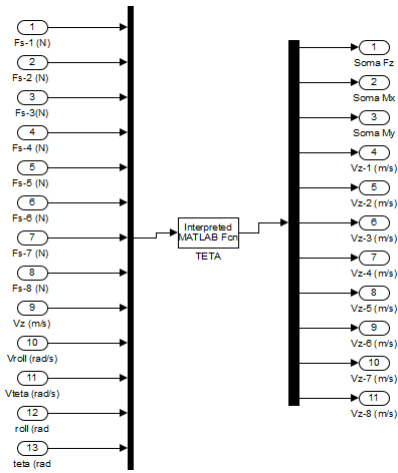 1
Fs-1 (N)
2
Fs-2 (N)
3
Fs-3(N)
4
Fs-4 (N)
5
Fs-5 (N)
6
Fs-6 (N)
7
Fs-7 (N)
8
Fs-8 (N)
9
Vz (m/s)
10
Vroll (rad/s)
11
Vteta (rad/s)
12
roll (rad
13
teta (rad
Interpreted
MATLAB Fcn
TETA
1
Soma Fz
2
Soma Mx
3
Soma My
4
Vz-1 (m/s)
5
Vz-2 (m/s)
6
Vz-3 (m/s)
7
Vz-4 (m/s)
8
Vz-5 (m/s)
9
Vz-6 (m/s)
10
Vz-7 (m/s)
11
Vz-8 (m/s)